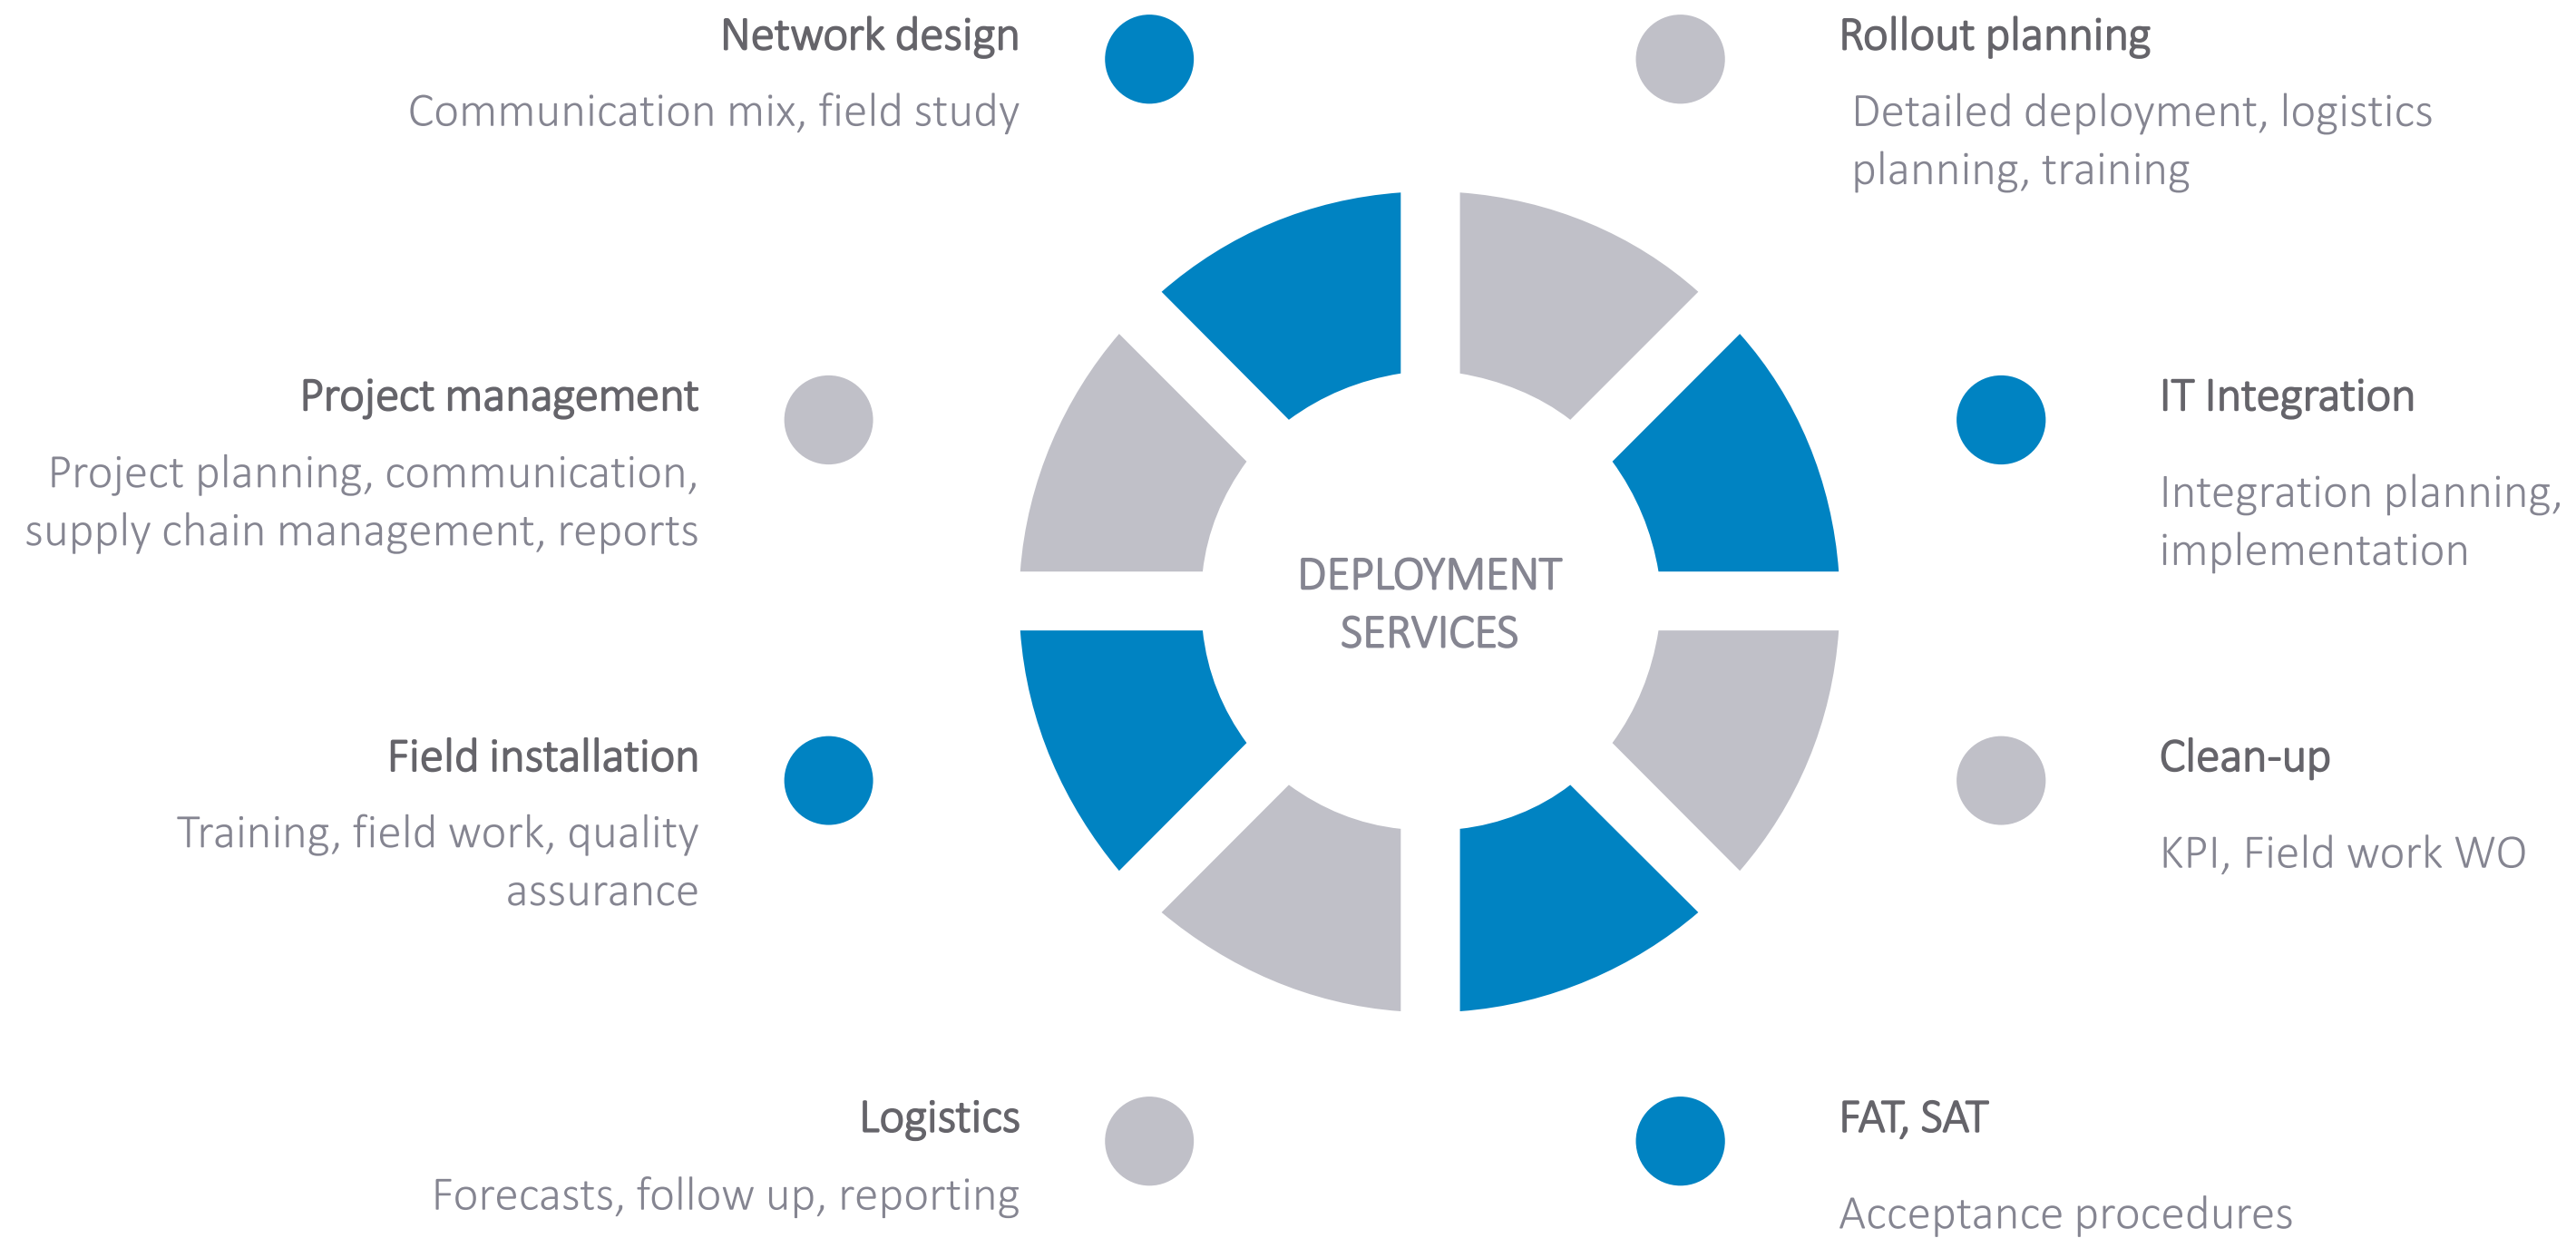 Network design
Communication mix, field study
Rollout planning
Detailed deployment, logistics
planning, training
Project management
Project planning, communication,
supply chain management, reports
IT Integration
Integration planning,
implementation
DEPLOYMENT
SERVICES
Field installation
Training, field work, quality
assurance
Clean-up
KPI, Field work WO
Logistics
Forecasts, follow up, reporting
FAT, SAT
Acceptance procedures